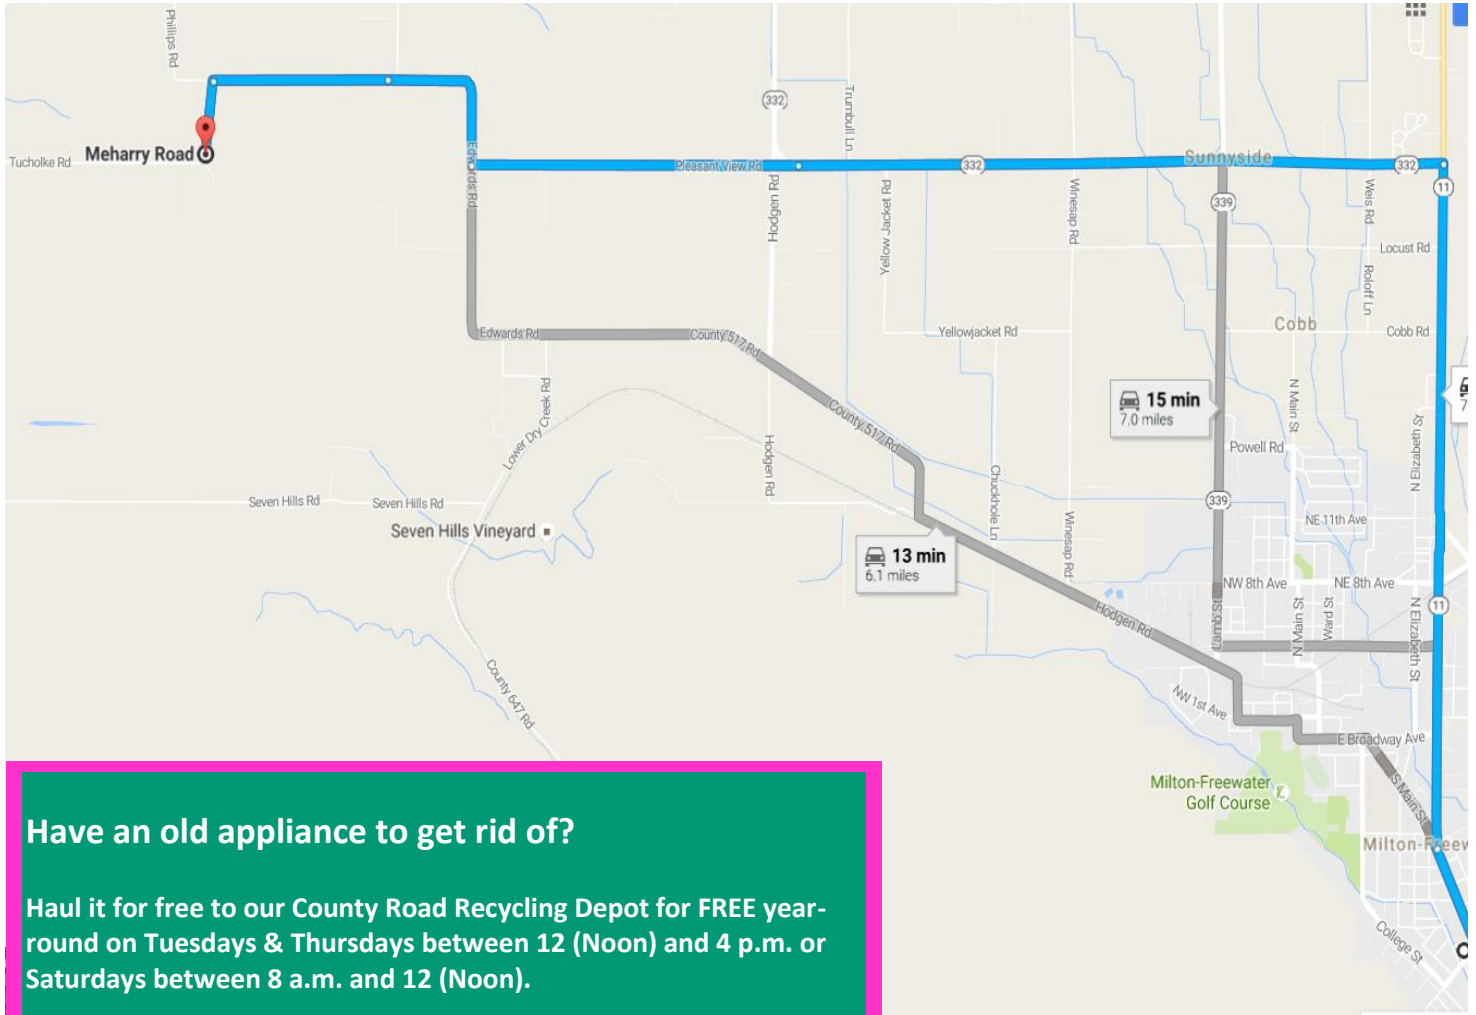 Phillips Rd
332
Trumbull Ln
Tucholke Rd
Meharry Road
Edwards Rd
Pleasant View Rd
332
Sunnyside
332
11
Hodgen Rd
Yellow Jacket Rd
Winesap Rd
339
Weis Rd
Locust Rd
Roloff Ln
Edwards Rd
County 517 Rd
Yellowjacket Rd
Cobb
Cobb Rd
Lower Dry Creek Rd
County 517 Rd
15 min
7.0 miles
N Main St
7
N Elizabeth St
Powell Rd
Hodgen Rd
Chuckhole Ln
Seven Hills Rd
Seven Hills Rd
339
Seven Hills Vineyard
Winesap Rd
NE 11th Ave
13 min
6.1 miles
NW 8th Ave
NE 8th Ave
Hodgen Rd
Lamb St
N Main St
Ward St
N Elizabeth St
11
County 647 Rd
NW 1st Ave
E Broadway Ave
Milton-Freewater
Golf Course
S Main St
Milton-Freew
College St
Have an old appliance to get rid of?
Haul it for free to our County Road Recycling Depot for FREE year-
round on Tuesdays & Thursdays between 12 (Noon) and 4 p.m. or
Saturdays between 8 a.m. and 12 (Noon).